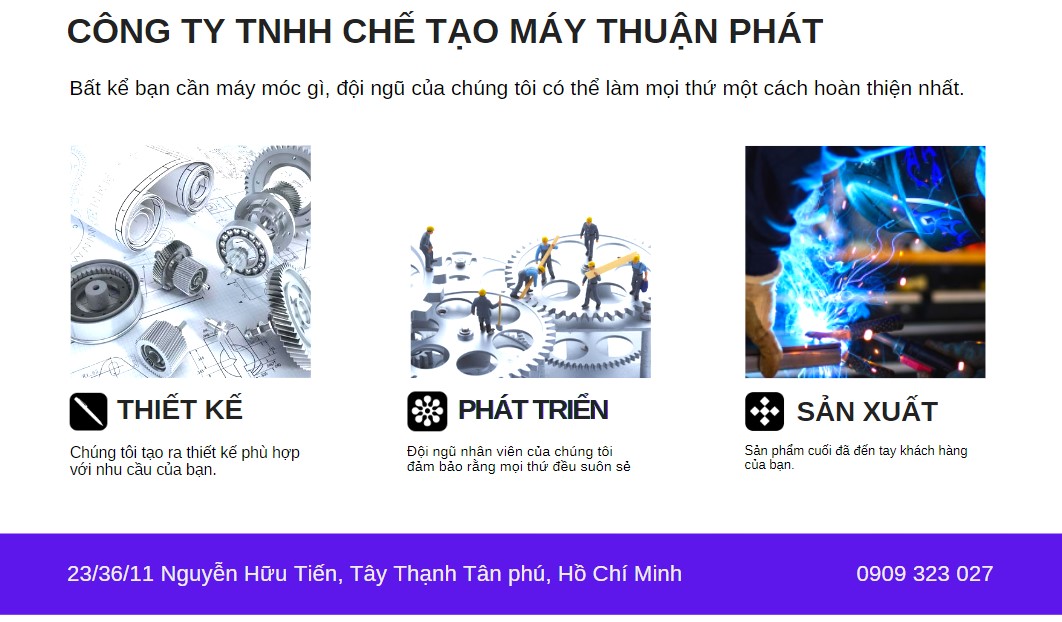 CÔNG TY TNHH CHẾ TẠO MÁY THUẬN PHÁT
Bất kể bạn cần máy móc gì, đội ngũ của chúng tôi có thể làm mọi thứ một cách hoàn thiện nhất.
THIẾT KẾ
Chúng tôi tạo ra thiết kế phù hợp
với nhu cầu của bạn.
PHÁT TRIỂN
Đội ngũ nhân viên của chúng tôi
đảm bảo rằng mọi thứ đều suôn sẻ
SẢN XUẤT
Sản phẩm cuối đã đến tay khách hàng
của bạn.
23/36/11 Nguyễn Hữu Tiến, Tây Thạnh Tân phú, Hồ Chí Minh
0909 323 027